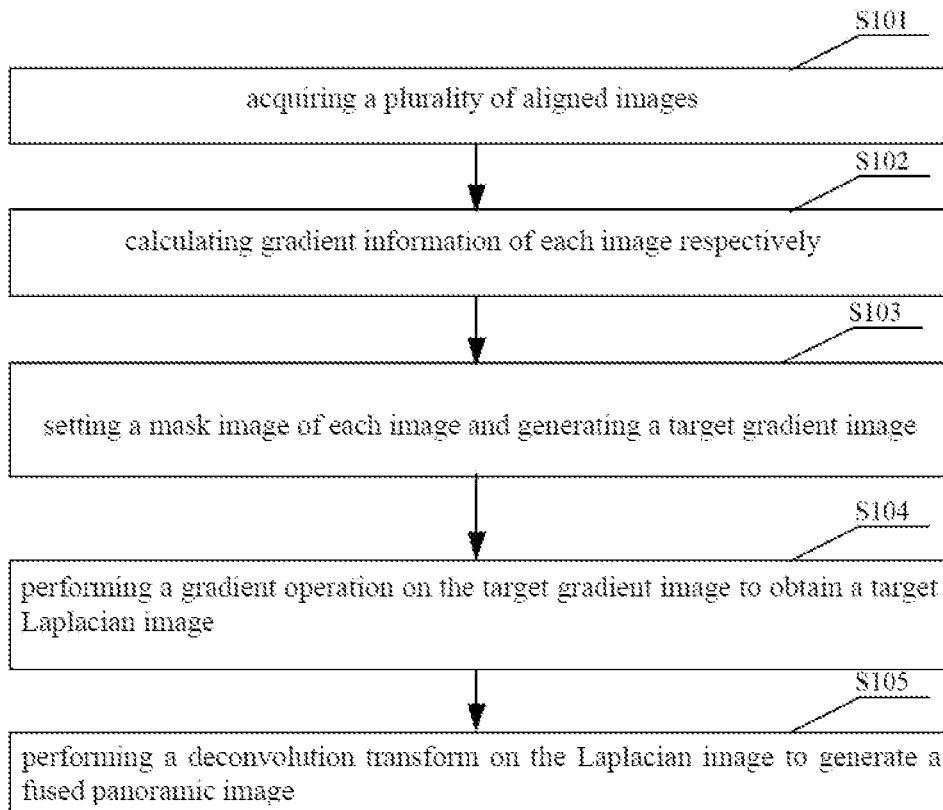 S101
acquiring a plurality of aligned images
S102
calculating gradient information of each image respectively
S103
setting a mask image of each image and generating a target gradient image
S104
performing a gradient operation on the target gradient image to obtain a target
Laplacian image
S105
performing a deconvolution transform on the Laplacian image to generate a
fused panoramic image